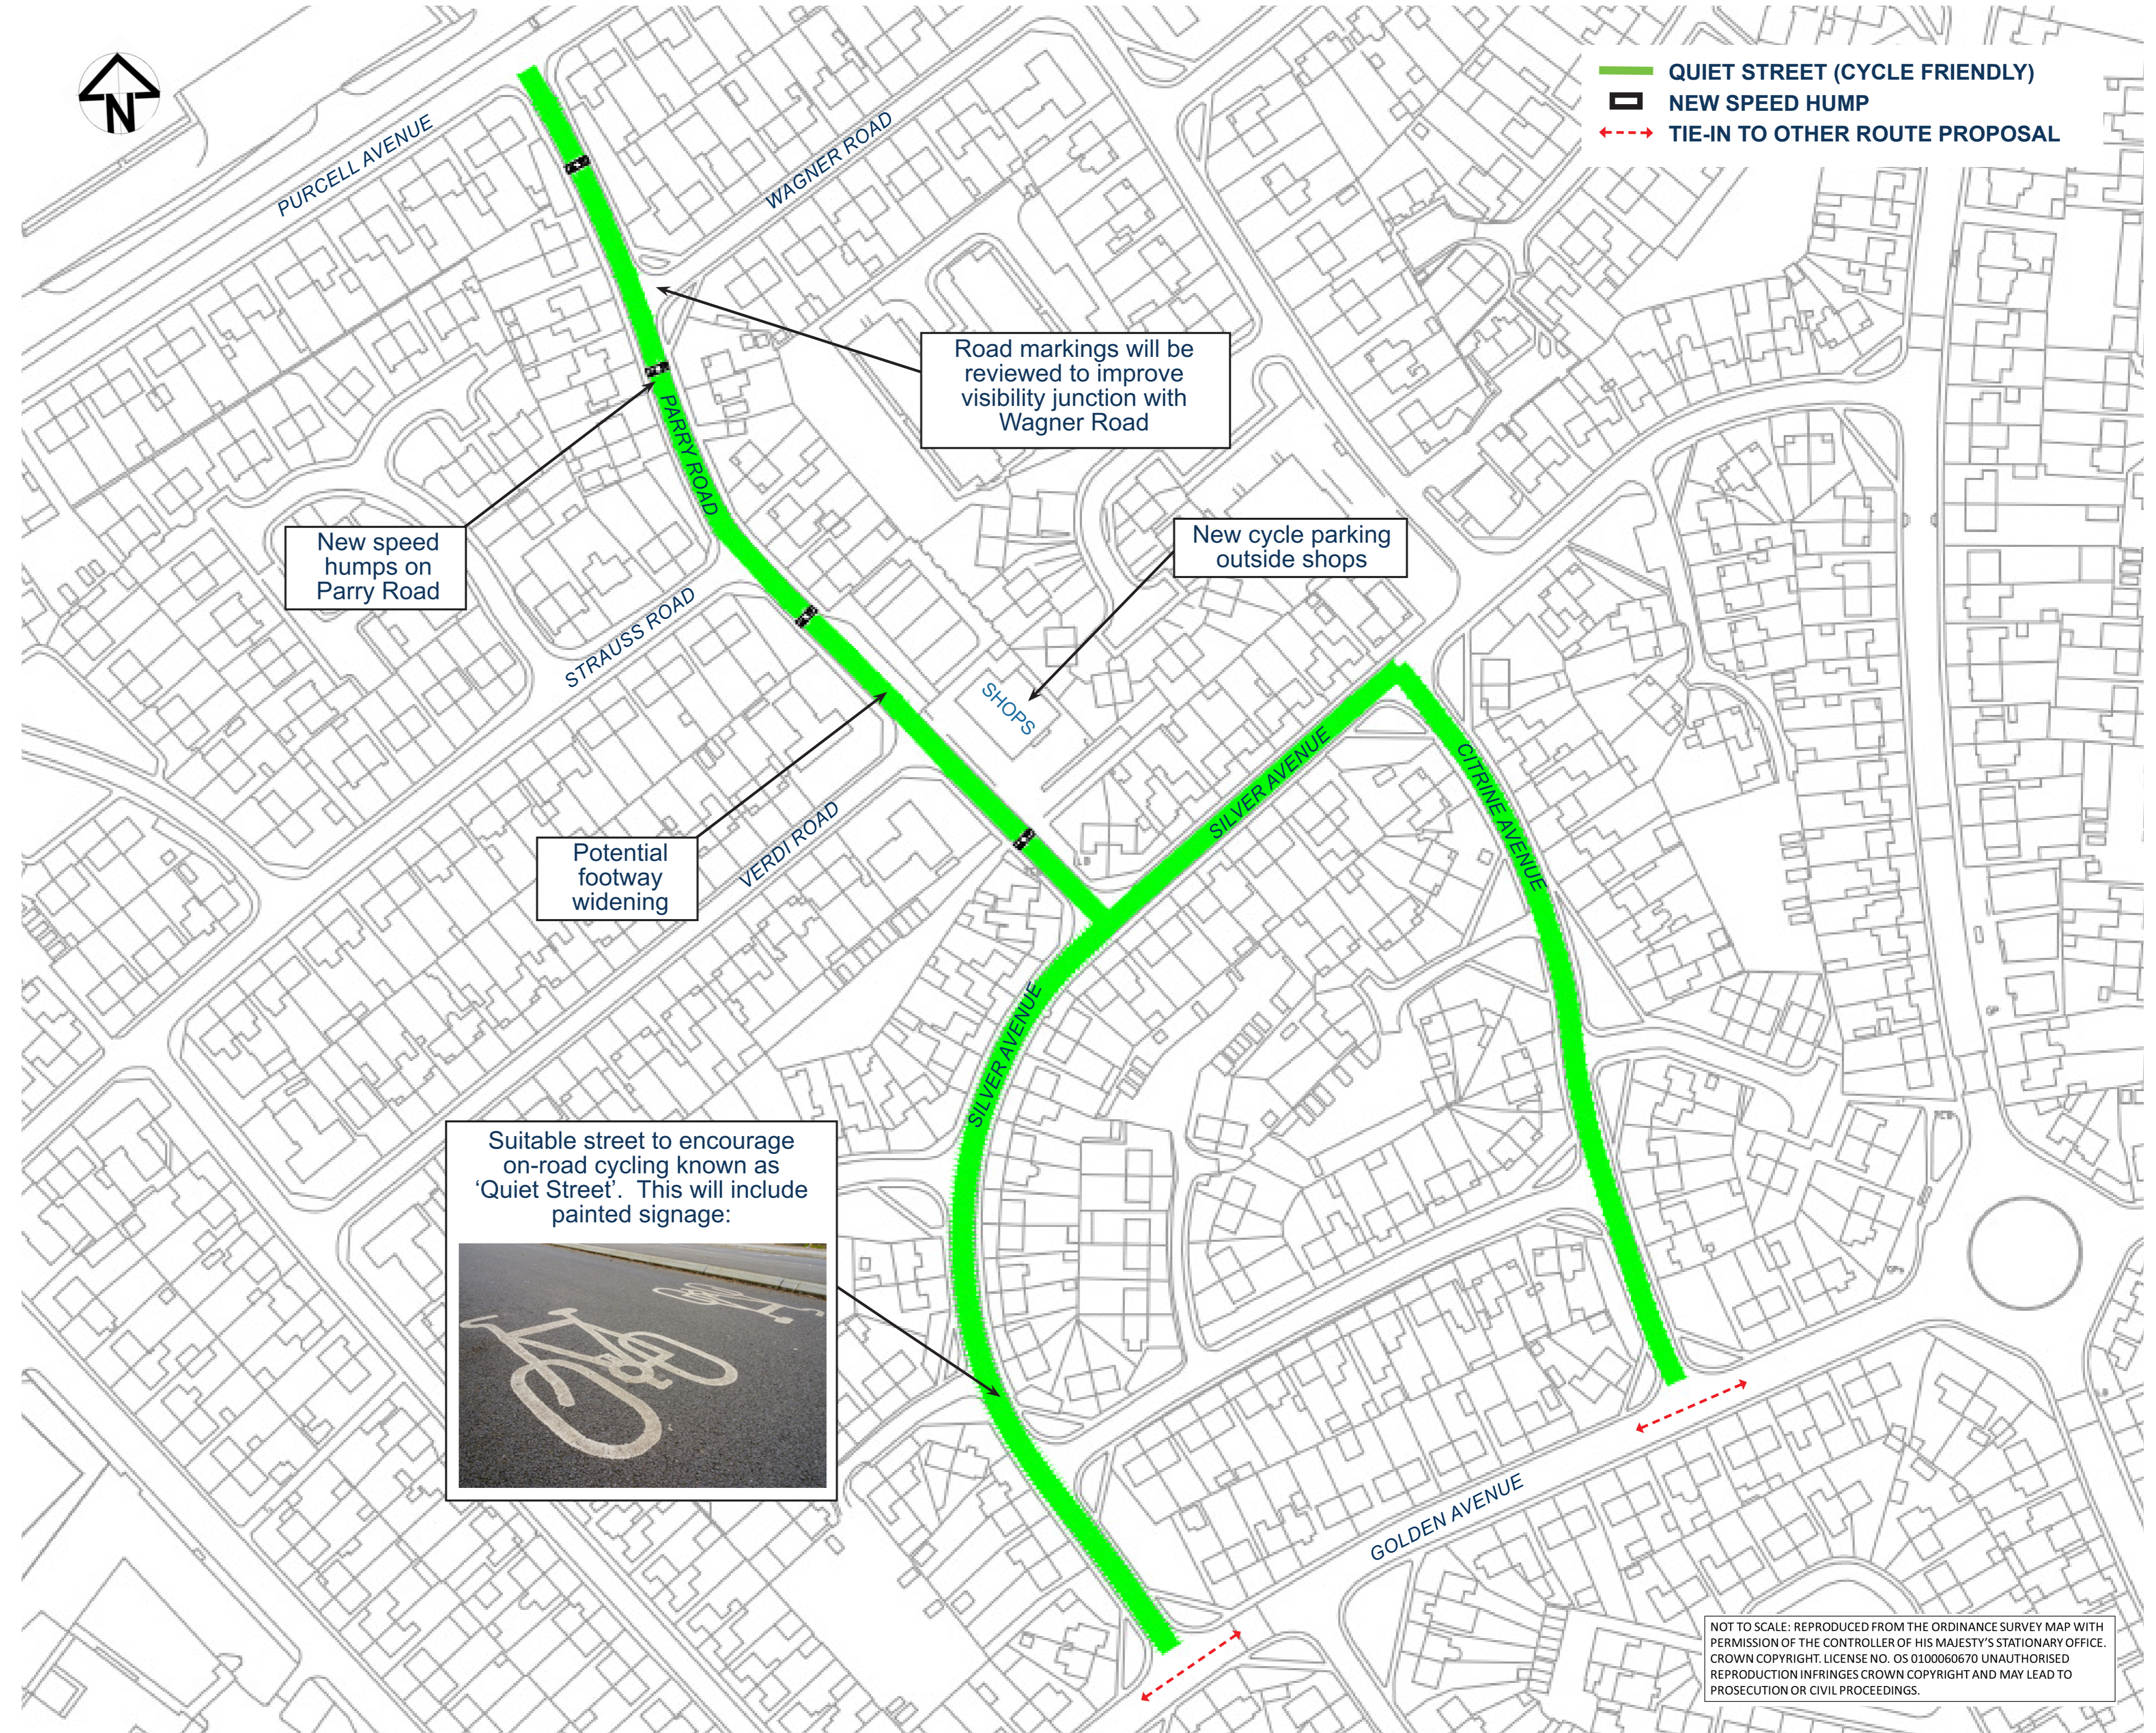 N
QUIET STREET (CYCLE FRIENDLY)
NEW SPEED HUMP
TIE-IN TO OTHER ROUTE PROPOSAL
PURCELL AVENUE
WAGNER ROAD
Road markings will be
reviewed to improve
visibility junction with
Wagner Road
PARRY ROAD
New speed
humps on
Parry Road
New cycle parking
outside shops
STRAUSS ROAD
SHOPS
SILVER AVENUE
CITRINE AVENUE
VERDI ROAD
Potential
footway
widening
LB
SILVER AVENUE
Suitable street to encourage
on-road cycling known as
‘Quiet Street’. This will include
painted signage:
GOLDEN AVENUE
NOT TO SCALE: REPRODUCED FROM THE ORDINANCE SURVEY MAP WITH
PERMISSION OF THE CONTROLLER OF HIS MAJESTY'S STATIONARY OFFICE.
CROWN COPYRIGHT. LICENSE NO. OS 0100060670 UNAUTHORISED
REPRODUCTION INFRINGES CROWN COPYRIGHT AND MAY LEAD TO
PROSECUTION OR CIVIL PROCEEDINGS.